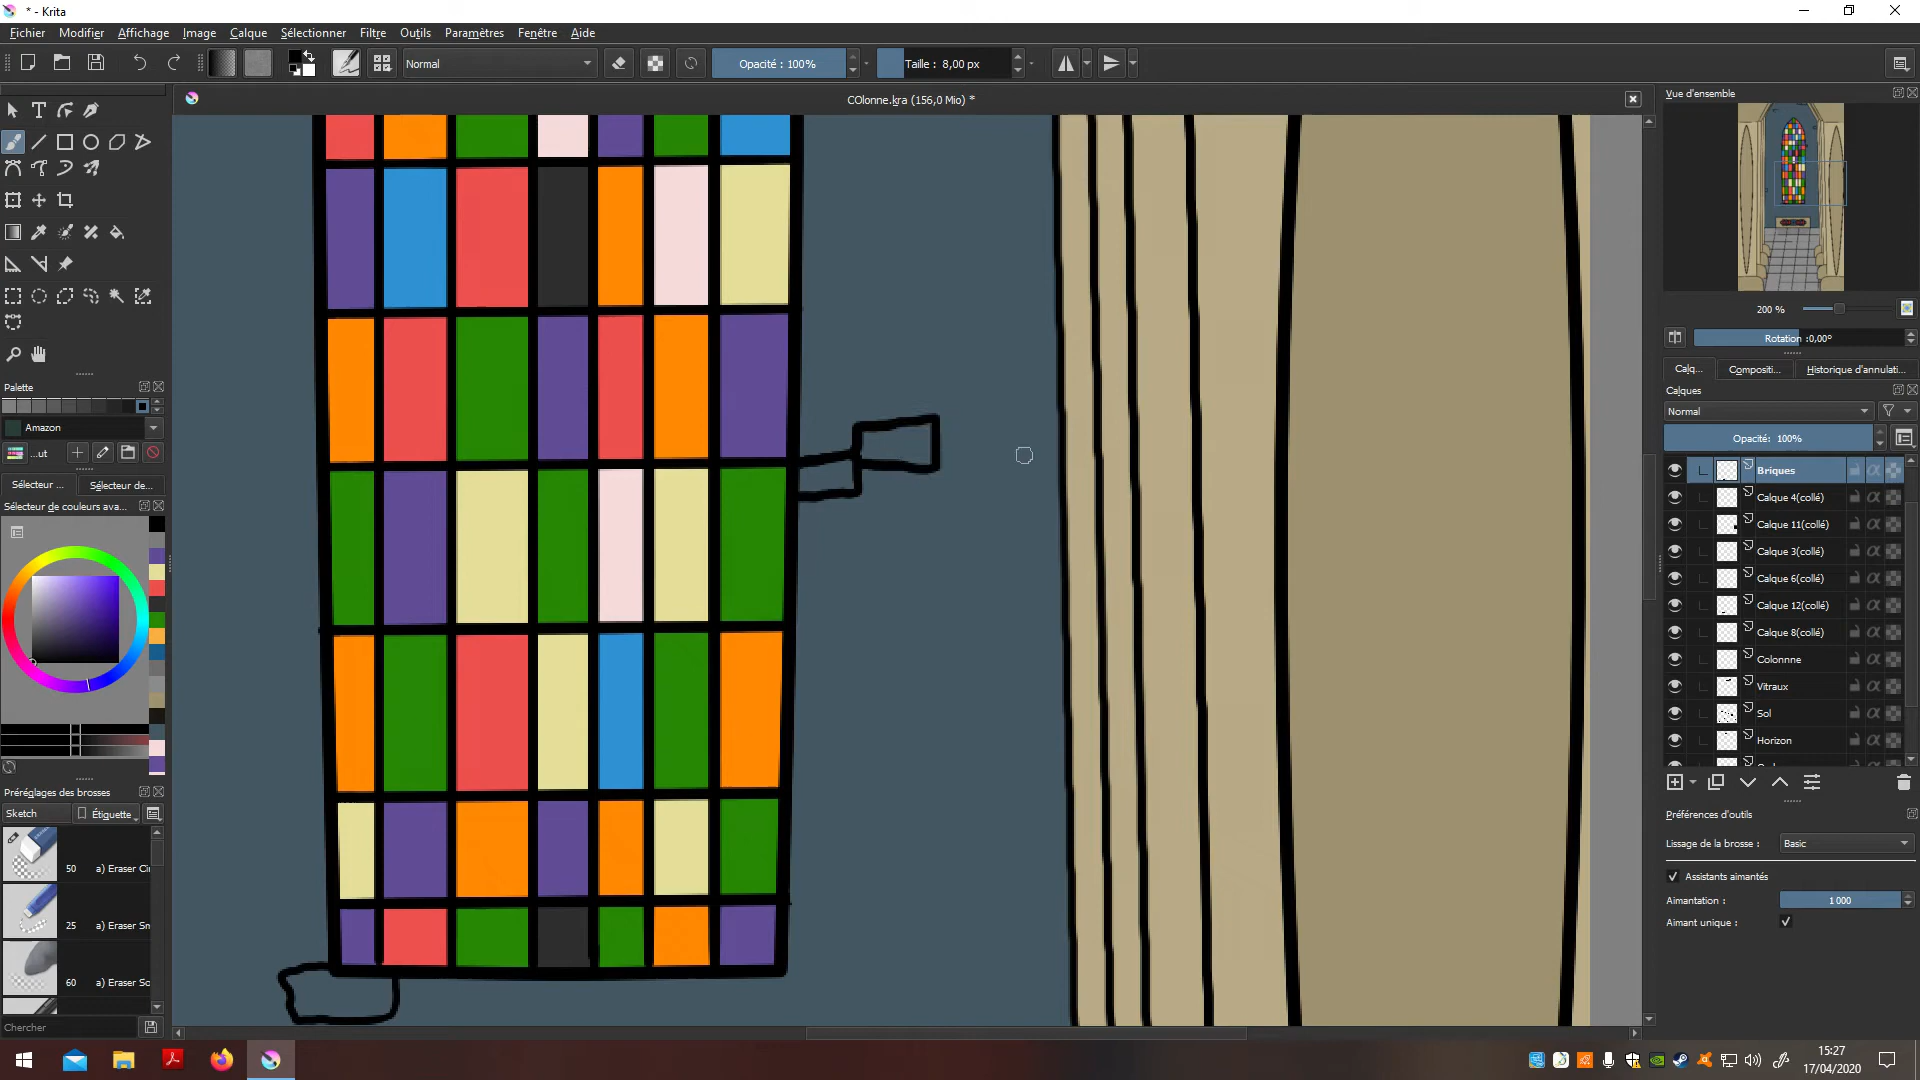 * - Krita
Fichier Modifier Affichage Image Calque Sélectionner Filtre Outils Paramètres Fenêtre Aide
Normal Opacité : 100% Taille : 8,00 px
COlonne.kra (156,0 Mio) *
Vue d'ensemble
200 %
Rotation :0,00°
Calq... Compositi... Historique d'annulati...
Calques
Normal
Opacité: 100%
Briques
Calque 4(collé)
Calque 11(collé)
Calque 3(collé)
Calque 6(collé)
Calque 12(collé)
Calque 8(collé)
Colonnne
Vitraux
Sol
Horizon
Préférences d'outils
Lissage de la brosse : Basic
Assistants aimantés
Aimantation : 1 000
Aimant unique :
Palette
Amazon
...ut
Sélecteur ... Sélecteur de...
Sélecteur de couleurs ava...
Préréglages des brosses
Sketch Étiquette
50 a) Eraser Ci
25 a) Eraser Sm
60 a) Eraser So
Chercher
15:27
17/04/2020